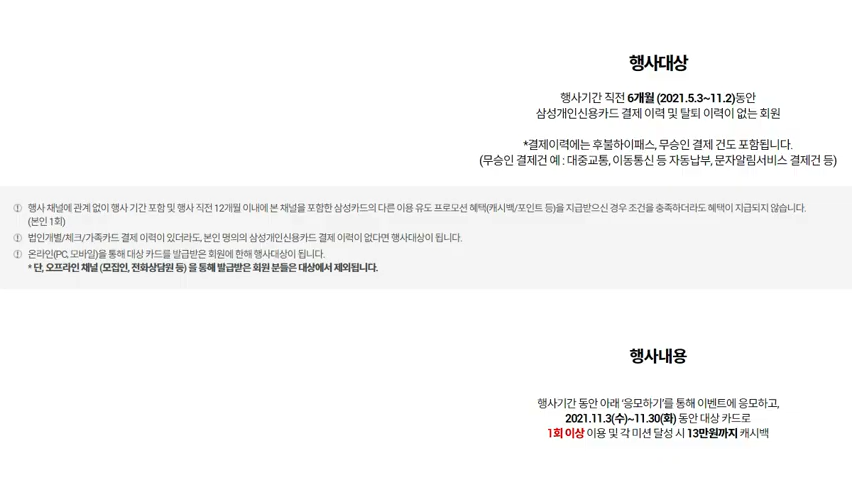 행사대상
행사기간 직전 6개월 (2021.5.3~11.2)동안
삼성개인신용카드 결제 이력 및 탈퇴 이력이 없는 회원
*결제이력에는 후불하이패스, 무승인 결제 건도 포함됩니다.
(무승인 결제건 예 : 대중교통, 이동통신 등 자동납부, 문자알림서비스 결제건 등)
행사 채널에 관계 없이 행사 기간 포함 및 행사 직전 12개월 이내에 본 채널을 포함한 삼성카드의 다른 이용 유도 프로모션 혜택(캐시백/포인트 등)을 지급받으신 경우 조건을 충족하더라도 혜택이 지급되지 않습니다.
(본인 1회)
법인개별/체크/가족카드 결제 이력이 있더라도, 본인 명의의 삼성개인신용카드 결제 이력이 없다면 행사대상이 됩니다.
온라인(PC, 모바일)을 통해 대상 카드를 발급받은 회원에 한해 행사대상이 됩니다.
* 단, 오프라인 채널 (모집인, 전화상담원 등) 을 통해 발급받은 회원 분들은 대상에서 제외됩니다.
행사내용
행사기간 동안 아래 '응모하기'를 통해 이벤트에 응모하고,
2021.11.3(수)~11.30(화) 동안 대상 카드로
1회 이상 이용 및 각 미션 달성 시 13만원까지 캐시백